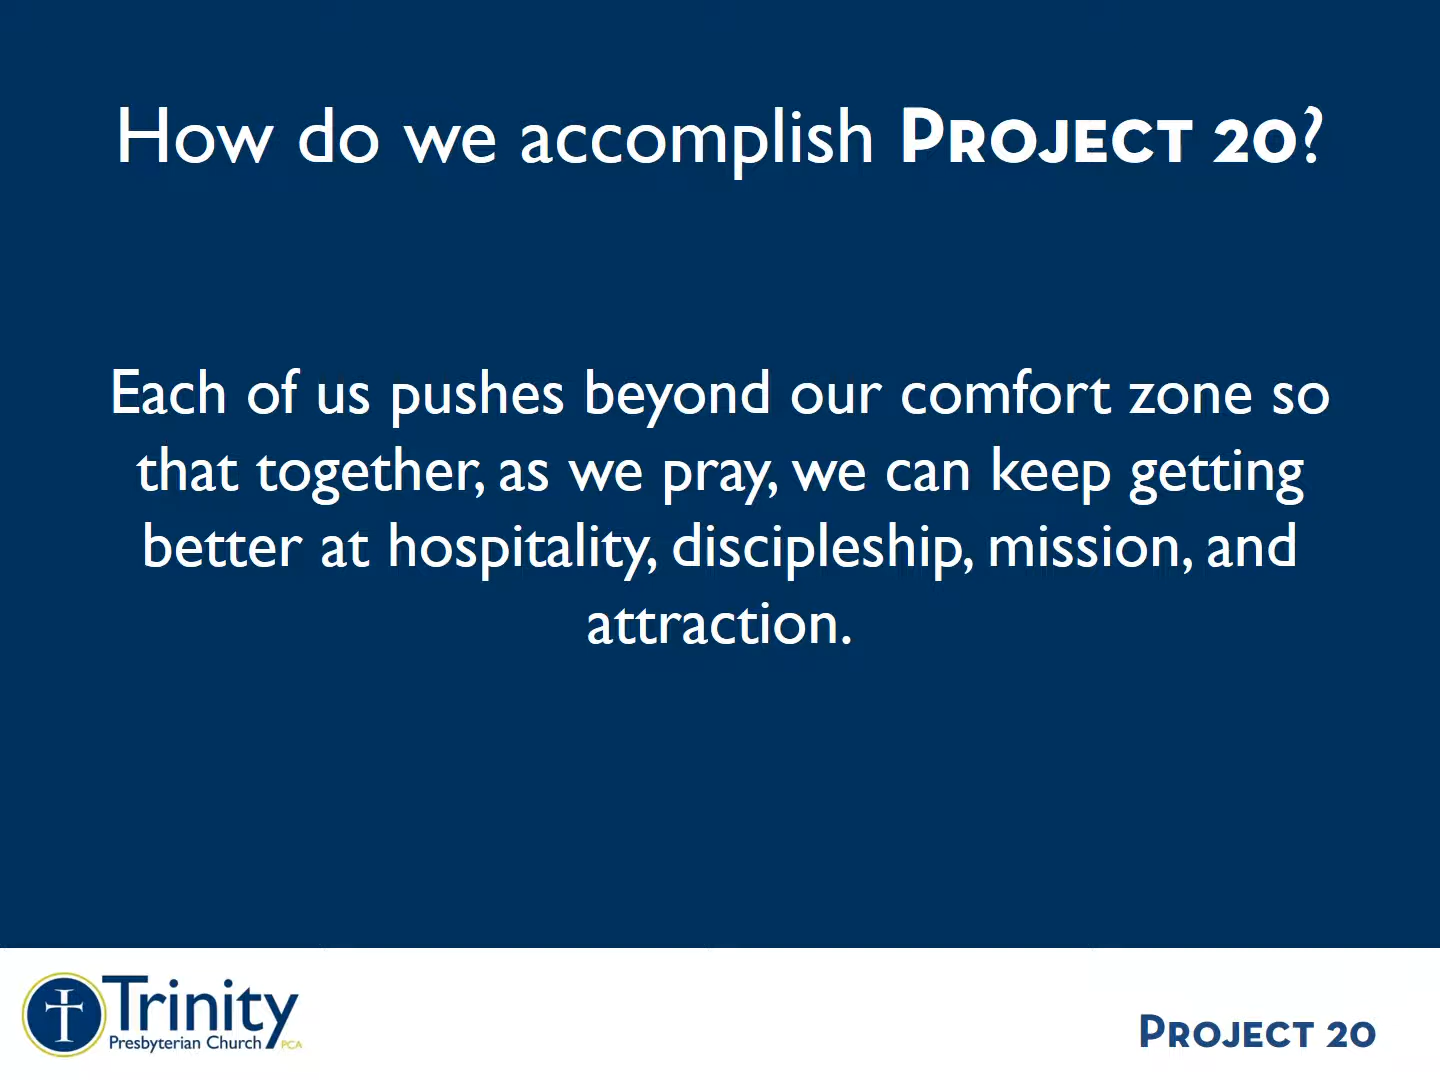 How do we accomplish PROJECT 20?
Each of us pushes beyond our comfort zone so
that together, as we pray, we can keep getting
better at hospitality, discipleship, mission, and
attraction.
Trinity
Presbyterian Church PCA
PROJECT 20